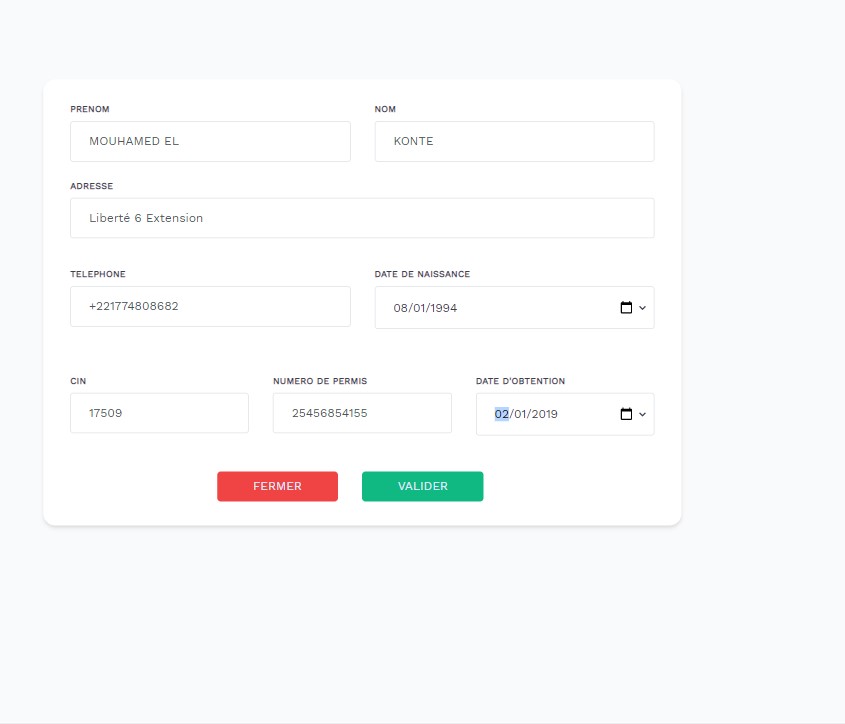 PRENOM NOM
MOUHAMED EL KONTE
ADRESSE
Liberté 6 Extension
TELEPHONE DATE DE NAISSANCE
+221774808682 08/01/1994
CIN NUMERO DE PERMIS DATE D'OBTENTION
17509 25456854155 02/01/2019
FERMER VALIDER